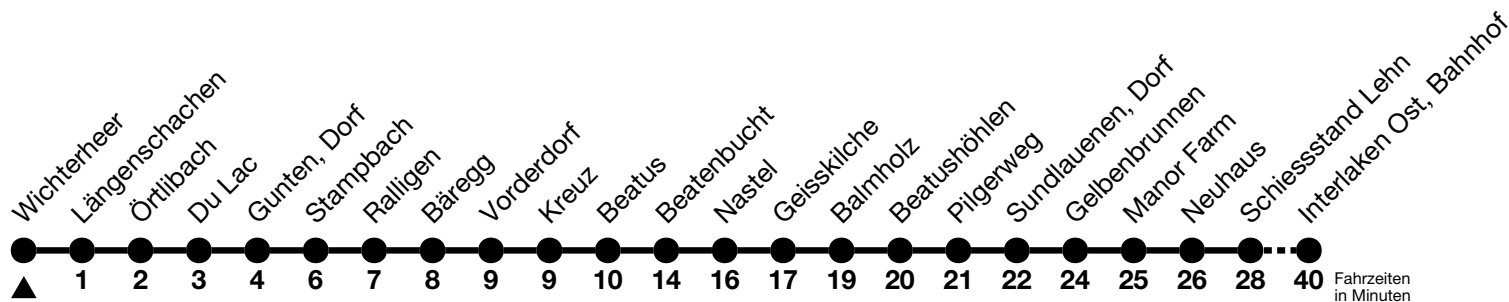 Wichterheer
Längenschachen
Örtlibach
Du Lac
Gunten, Dorf
Stampbach
Ralligen
Bäregg
Vorderdorf
Kreuz
Beatus
Beatenbucht
Nastel
Geisskilche
Balmholz
Beatushöhlen
Pilgerweg
Sundlauenen, Dorf
Gelbenbrunnen
Manor Farm
Neuhaus
Schiessstand Lehn
Interlaken Ost, Bahnhof
1 2 3 4 6 7 8 9 9 10 14 16 17 19 20 21 22 24 25 26 28 40
Fahrzeiten
in Minuten